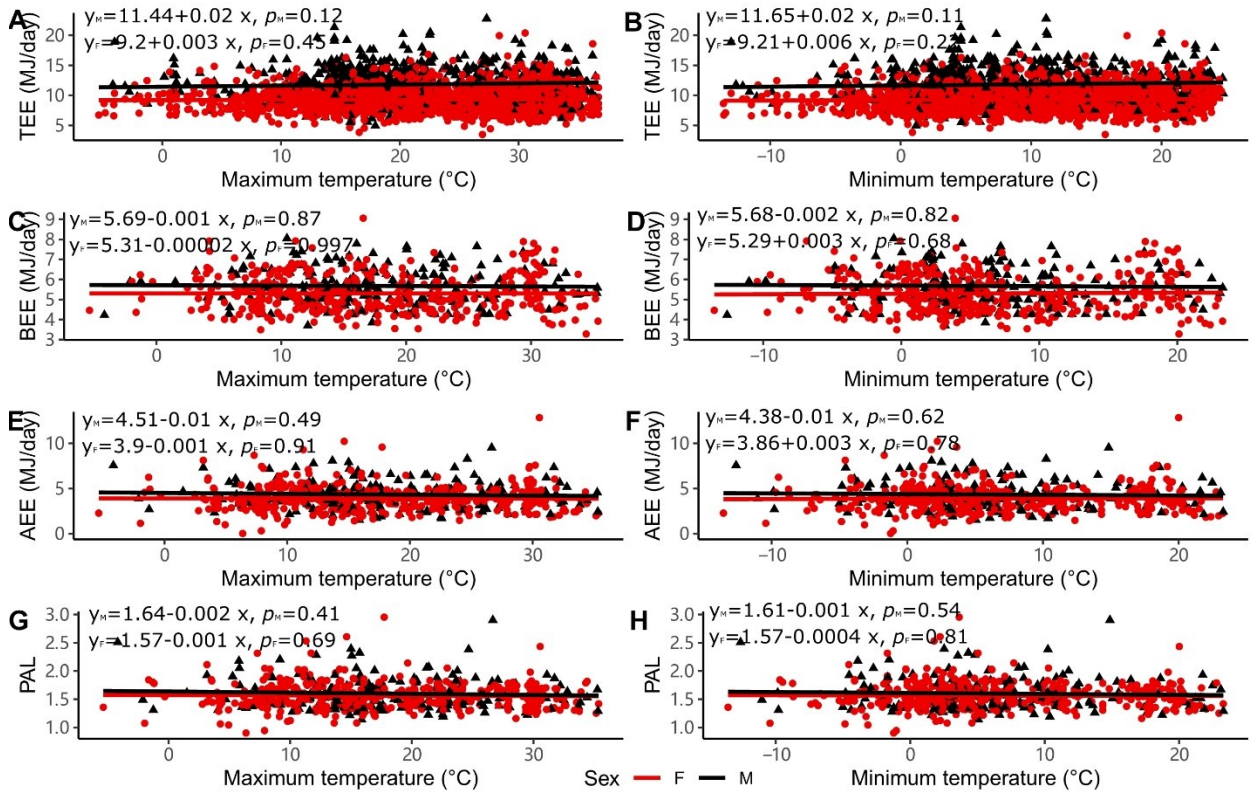 A
yM=11.44+0.02 x, pM=0.12
yF=9.2+0.003 x, pF=0.45
TEE (MJ/day)
20
15
10
5
0 10 20 30
Maximum temperature (°C)
B
yM=11.65+0.02 x, pM=0.11
yF=9.21+0.006 x, pF=0.2
TEE (MJ/day)
20
15
10
5
−10 0 10 20
Minimum temperature (°C)
C
yM=5.69-0.001 x, pM=0.87
yF=5.31-0.00002 x, pF=0.997
BEE (MJ/day)
9
8
7
6
5
4
3
0 10 20 30
Maximum temperature (°C)
D
yM=5.68-0.002 x, pM=0.82
yF=5.29+0.003 x, pF=0.68
BEE (MJ/day)
9
8
7
6
5
4
3
−10 0 10 20
Minimum temperature (°C)
E
yM=4.51-0.01 x, pM=0.49
yF=3.9-0.001 x, pF=0.91
AEE (MJ/day)
10
5
0
0 10 20 30
Maximum temperature (°C)
F
yM=4.38-0.01 x, pM=0.62
yF=3.86+0.003 x, pF=0.78
AEE (MJ/day)
10
5
0
−10 0 10 20
Minimum temperature (°C)
G
yM=1.64-0.002 x, pM=0.41
yF=1.57-0.001 x, pF=0.69
PAL
3.0
2.5
2.0
1.5
1.0
0 10 20 30
Maximum temperature (°C)
H
yM=1.61-0.001 x, pM=0.54
yF=1.57-0.0004 x, pF=0.81
PAL
3.0
2.5
2.0
1.5
1.0
−10 0 10 20
Minimum temperature (°C)
Sex F M